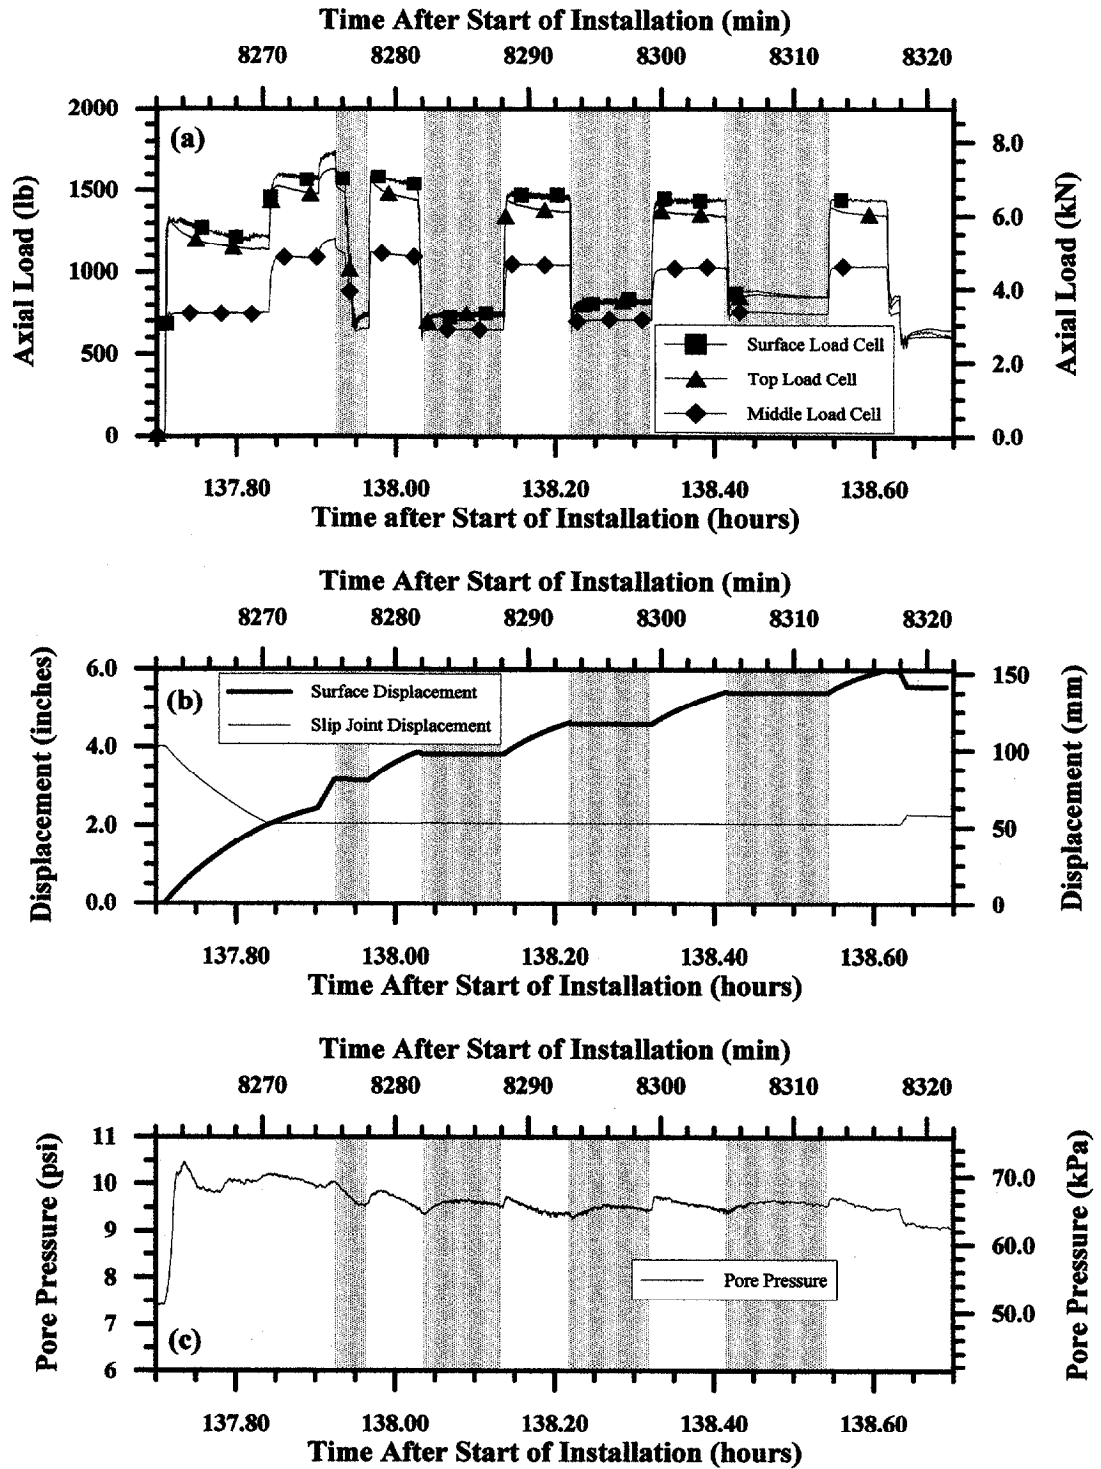 Time After Start of Installation (min)
8270 8280 8290 8300 8310 8320
2000
1500
1000
500
0
Axial Load (lb)
(a)
8.0
6.0
4.0
2.0
0.0
Axial Load (kN)
Surface Load Cell
Top Load Cell
Middle Load Cell
137.80 138.00 138.20 138.40 138.60
Time after Start of Installation (hours)
Time After Start of Installation (min)
8270 8280 8290 8300 8310 8320
6.0
4.0
2.0
0.0
Displacement (inches)
(b)
Surface Displacement
Slip Joint Displacement
150
100
50
0
Displacement (mm)
137.80 138.00 138.20 138.40 138.60
Time After Start of Installation (hours)
Time After Start of Installation (min)
8270 8280 8290 8300 8310 8320
11
10
9
8
7
6
Pore Pressure (psi)
(c)
Pore Pressure
70.0
60.0
50.0
Pore Pressure (kPa)
137.80 138.00 138.20 138.40 138.60
Time After Start of Installation (hours)